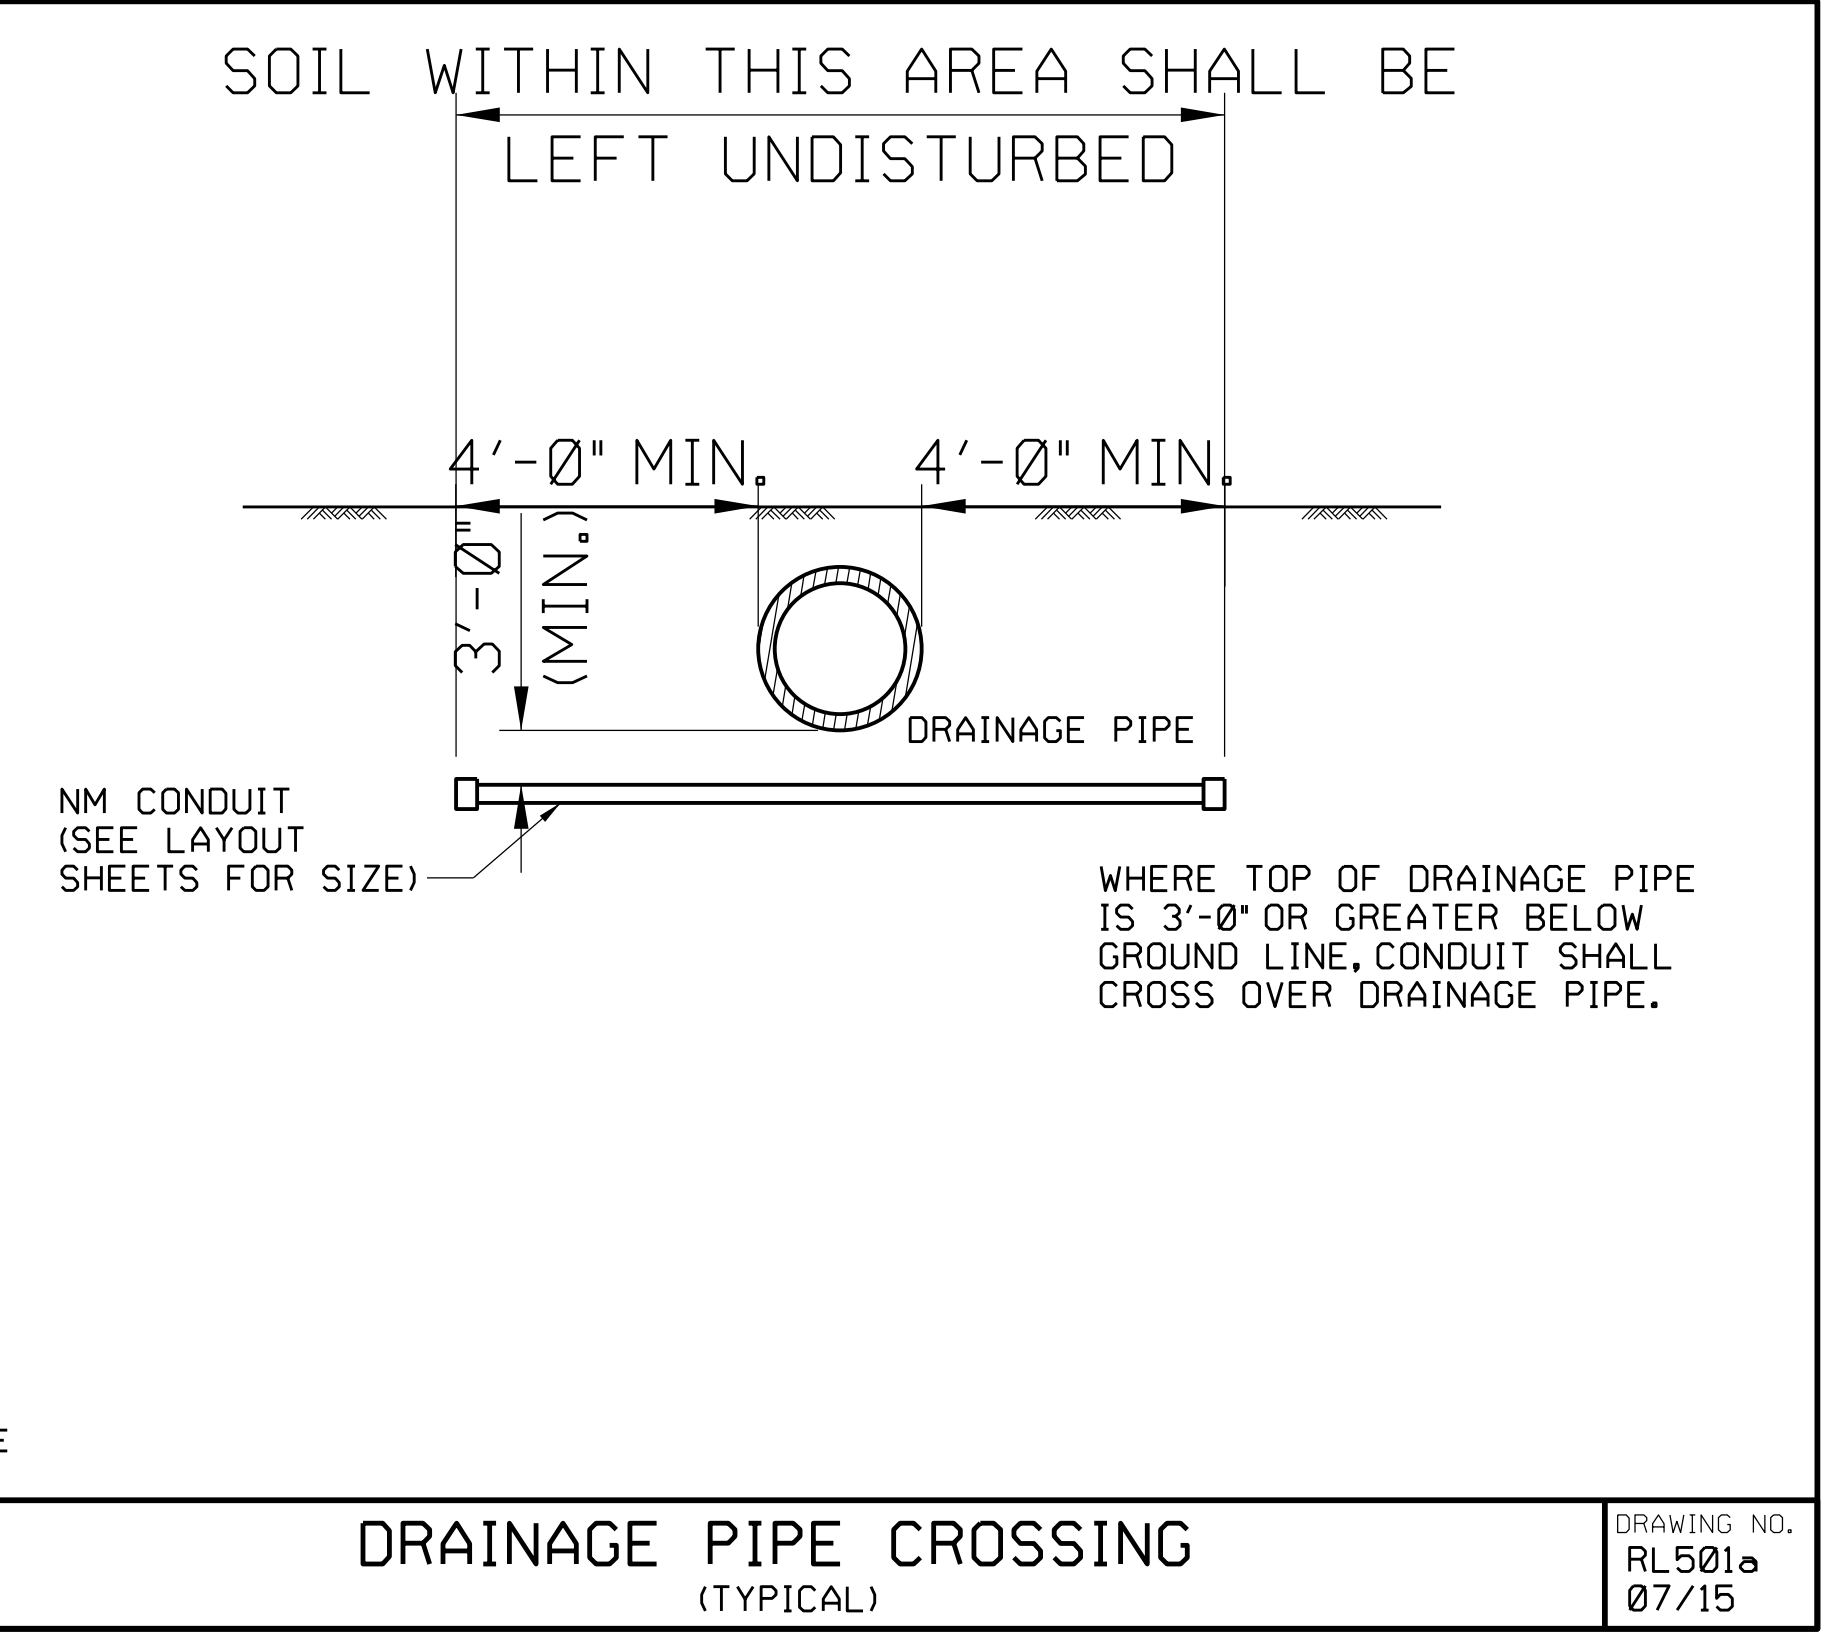 SOIL WITHIN THIS AREA SHALL BE
LEFT UNDISTURBED
4'-0" MIN.
4'-0" MIN.
3'-0"
(MIN.)
DRAINAGE PIPE
NM CONDUIT
(SEE LAYOUT
SHEETS FOR SIZE)
WHERE TOP OF DRAINAGE PIPE
IS 3'-0" OR GREATER BELOW
GROUND LINE, CONDUIT SHALL
CROSS OVER DRAINAGE PIPE.
E
DRAINAGE PIPE CROSSING
(TYPICAL)
DRAWING NO.
RL501a
07/15